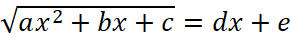 √(ax² + bx + c) = dx + e